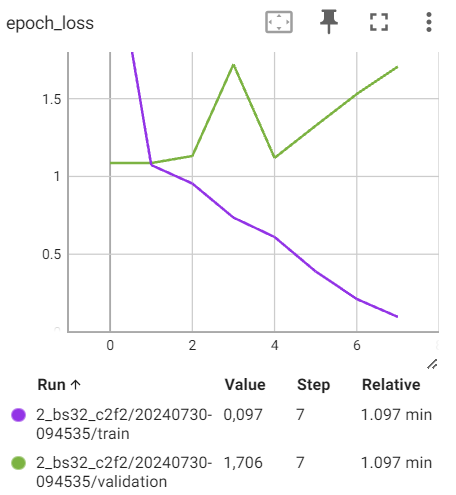 epoch_loss
1.5
1
0.5
0
0 2 4 6
Run ↑ Value Step Relative
2_bs32_c2f2/20240730- 0,097 7 1.097 min
094535/train
2_bs32_c2f2/20240730- 1,706 7 1.097 min
094535/validation